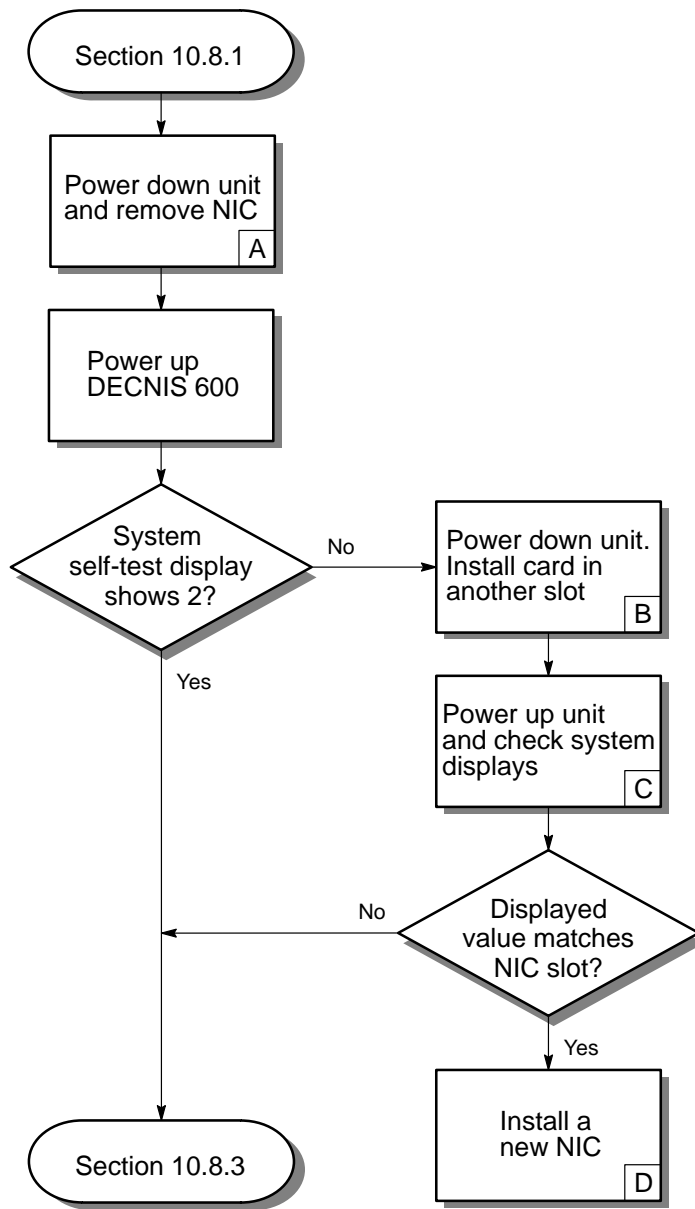 Section 10.8.1
Power down unit
and remove NIC
A
Power up
DECNIS 600
System
self-test display
shows 2?
No
Yes
Power down unit.
Install card in
another slot
B
Power up unit
and check system
displays
C
Displayed
value matches
NIC slot?
No
Yes
Install a
new NIC
D
Section 10.8.3